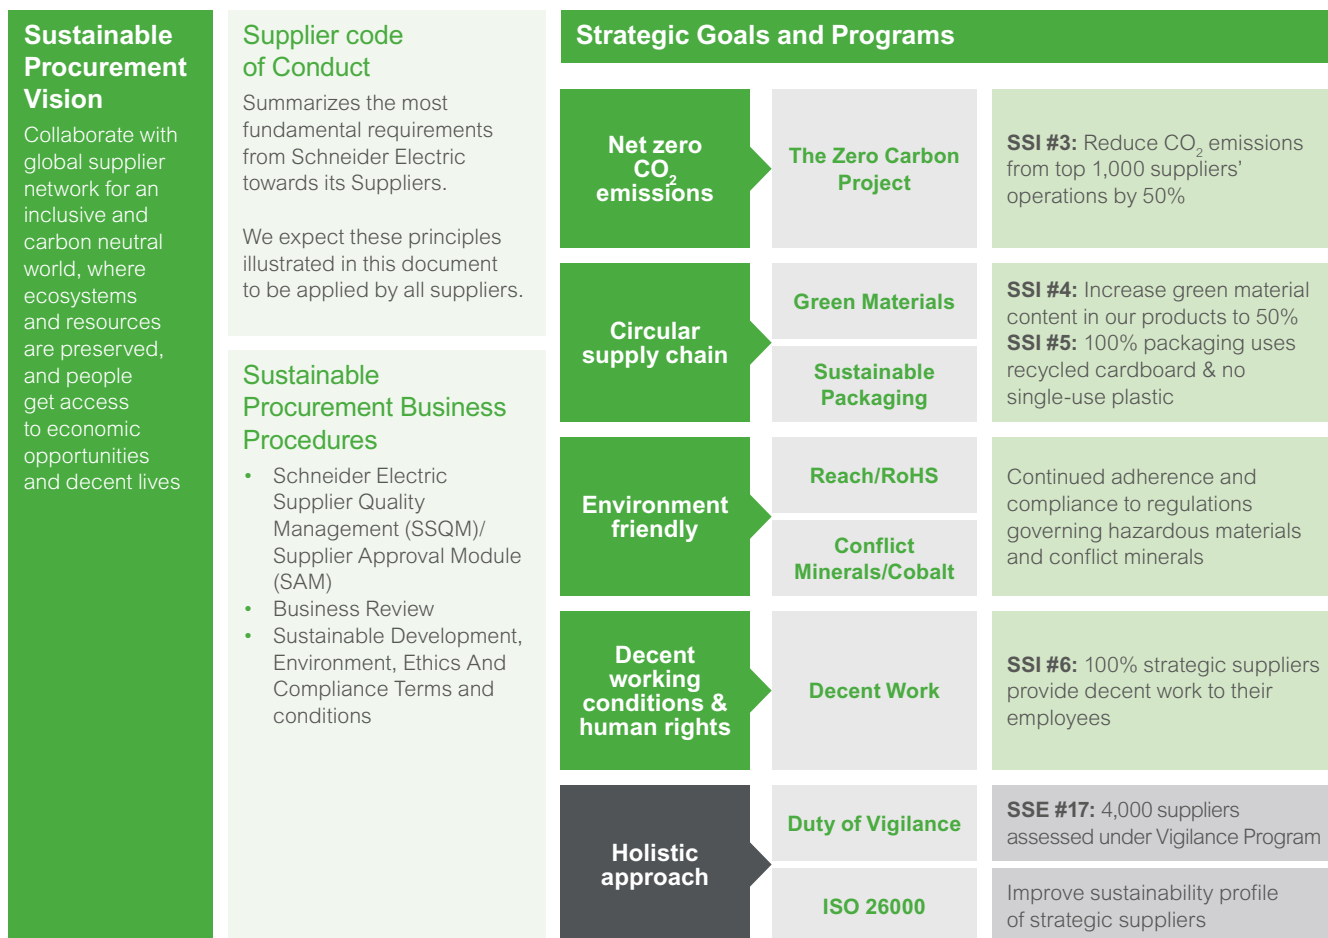 Sustainable
Procurement
Vision
Collaborate with
global supplier
network for an
inclusive and
carbon neutral
world, where
ecosystems
and resources
are preserved,
and people
get access
to economic
opportunities
and decent lives
Supplier code
of Conduct
Summarizes the most
fundamental requirements
from Schneider Electric
towards its Suppliers.
We expect these principles
illustrated in this document
to be applied by all suppliers.
Sustainable
Procurement Business
Procedures
• Schneider Electric
Supplier Quality
Management (SSQM)/
Supplier Approval Module
(SAM)
• Business Review
• Sustainable Development,
Environment, Ethics And
Compliance Terms and
conditions
Strategic Goals and Programs
Net zero
CO₂
emissions
The Zero Carbon
Project
SSI #3: Reduce CO₂ emissions
from top 1,000 suppliers’
operations by 50%
Circular
supply chain
Green Materials
Sustainable
Packaging
SSI #4: Increase green material
content in our products to 50%
SSI #5: 100% packaging uses
recycled cardboard & no
single-use plastic
Environment
friendly
Reach/RoHS
Conflict
Minerals/Cobalt
Continued adherence and
compliance to regulations
governing hazardous materials
and conflict minerals
Decent
working
conditions &
human rights
Decent Work
SSI #6: 100% strategic suppliers
provide decent work to their
employees
Holistic
approach
Duty of Vigilance
SSE #17: 4,000 suppliers
assessed under Vigilance Program
ISO 26000
Improve sustainability profile
of strategic suppliers